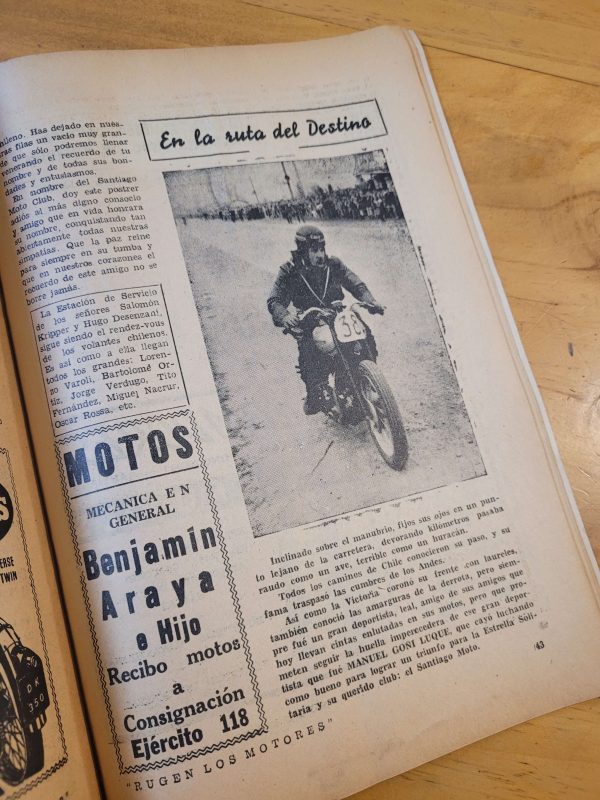 hileno. Has dejado en nues-
ras filas un vacío muy gran-
de que sólo podremos llenar
venerando el recuerdo de tu
nombre y de todas sus bon-
dades y entusiasmos.
En nombre del Santiago
Moto Club, doy este postrer
adiós al más digno consocio
y amigo que en vida honrara
su nombre, conquistando tan
abiertamente todas nuestras
simpatías. Que la paz reine
para siempre en su tumba y
que en nuestros corazones el
recuerdo de este amigo no se
borre jamás.
La Estación de Servicio
de los señores Salomón
Kripper y Hugo Desenzani,
sigue siendo el rendez-vous
de los volantes chilenos.
Es así como a ella llegan
todos los grandes: Loren-
zo Varoli, Bartolomé Or-
tiz, Jorge Verdugo, Tito
Fernández, Miguel Nacrur,
Oscar Rossa, etc.
MOTOS
MECANICA EN
GENERAL
Benjamín
Araya
e Hijo
Recibo motos
a
Consignación
Ejército 118
"RUGEN LOS MOTORES"
En la ruta del Destino
58
Inclinado sobre el manubrio, fijos sus ojos en un pun-
to lejano de la carretera, devorando kilómetros pasaba
raudo como un ave, terrible como un huracán.
Todos los caminos de Chile conocieron su paso, y su
fama traspasó las cumbres de los Andes.
Así como la Victoria coronó su frente con laureles,
también conoció las amarguras de la derrota, pero siem-
pre fué un gran deportista, leal, amigo de sus amigos que
hoy llevan cintas enlutadas en sus motos, pero que pro-
meten seguir la huella imperecedera de ese gran depor-
tista que fué MANUEL GOÑI LUQUE, que cayó luchando
como bueno para lograr un triunfo para la Estrella Soli-
taria y su querido club: el Santiago Moto.
43
S
ERSE
TWIN
DK
350